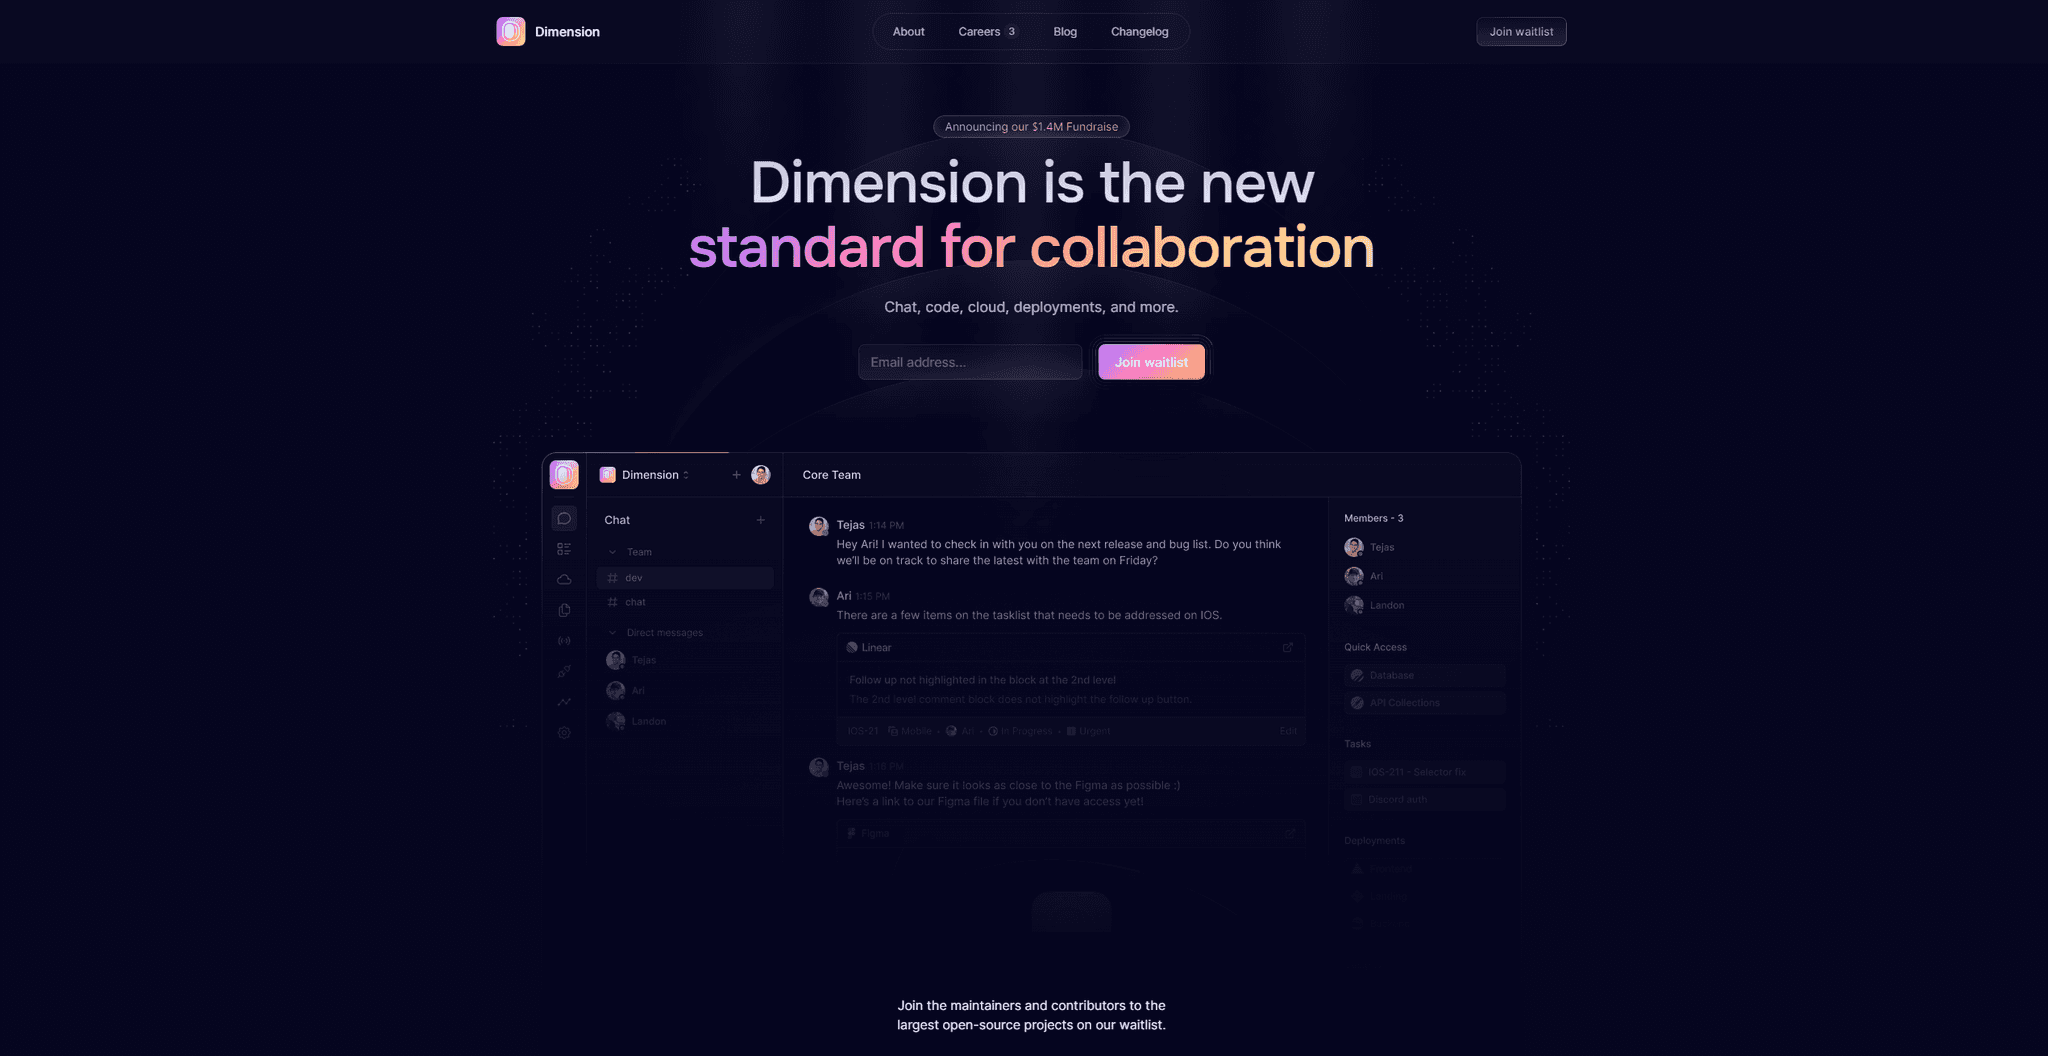 Dimension
About
Careers 3
Blog
Changelog
Join waitlist
Announcing our $1.4M Fundraise
Dimension is the new
standard for collaboration
Chat, code, cloud, deployments, and more.
Email address...
Join waitlist
Dimension
Core Team
Chat
Team
dev
chat
Direct messages
Tejas
Ari
Landon
Tejas 1:14 PM
Hey Ari! I wanted to check in with you on the next release and bug list. Do you think
we'll be on track to share the latest with the team on Friday?
Ari 1:15 PM
There are a few items on the tasklist that needs to be addressed on IOS.
Linear
Follow up not highlighted in the block at the 2nd level
The 2nd level comment block does not highlight the follow up button.
IOS-21 Mobile • Ari • In Progress • Urgent Edit
Tejas 1:16 PM
Awesome! Make sure it looks as close to the Figma as possible :)
Here's a link to our Figma file if you don't have access yet!
Figma
Members - 3
Tejas
Ari
Landon
Quick Access
Database
API Collections
Tasks
IOS-211 - Selector fix
Discord auth
Deployments
Join the maintainers and contributors to the
largest open-source projects on our waitlist.